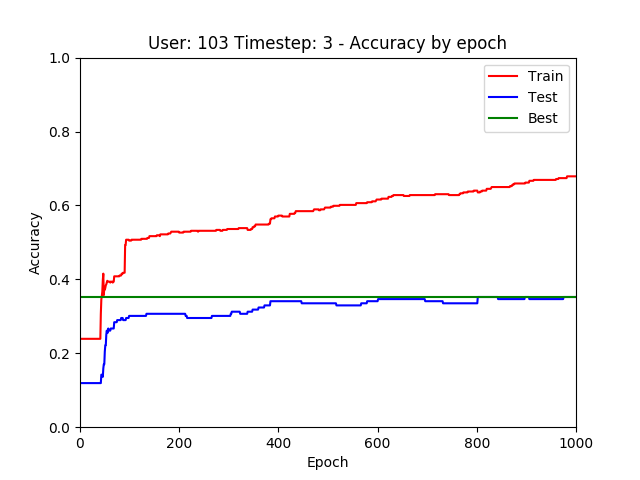 User: 103 Timestep: 3 - Accuracy by epoch
Accuracy
1.0
0.8
0.6
0.4
0.2
0.0
Train
Test
Best
0 200 400 600 800 1000
Epoch